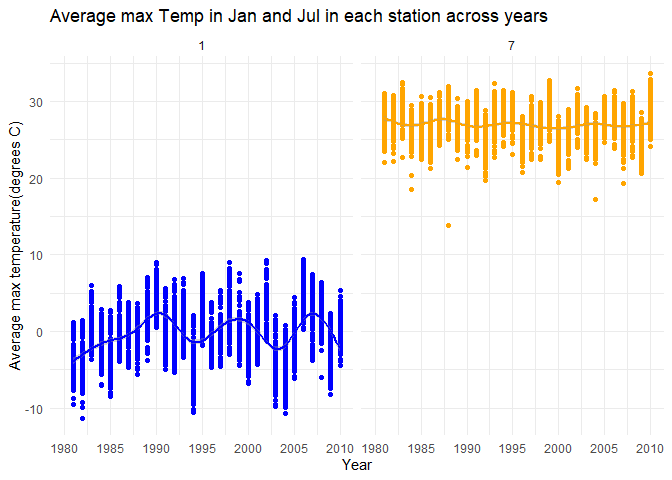 Average max Temp in Jan and Jul in each station across years
1 7
Average max temperature(degrees C)
30
20
10
0
-10
1980 1985 1990 1995 2000 2005 2010 1980 1985 1990 1995 2000 2005 2010
Year